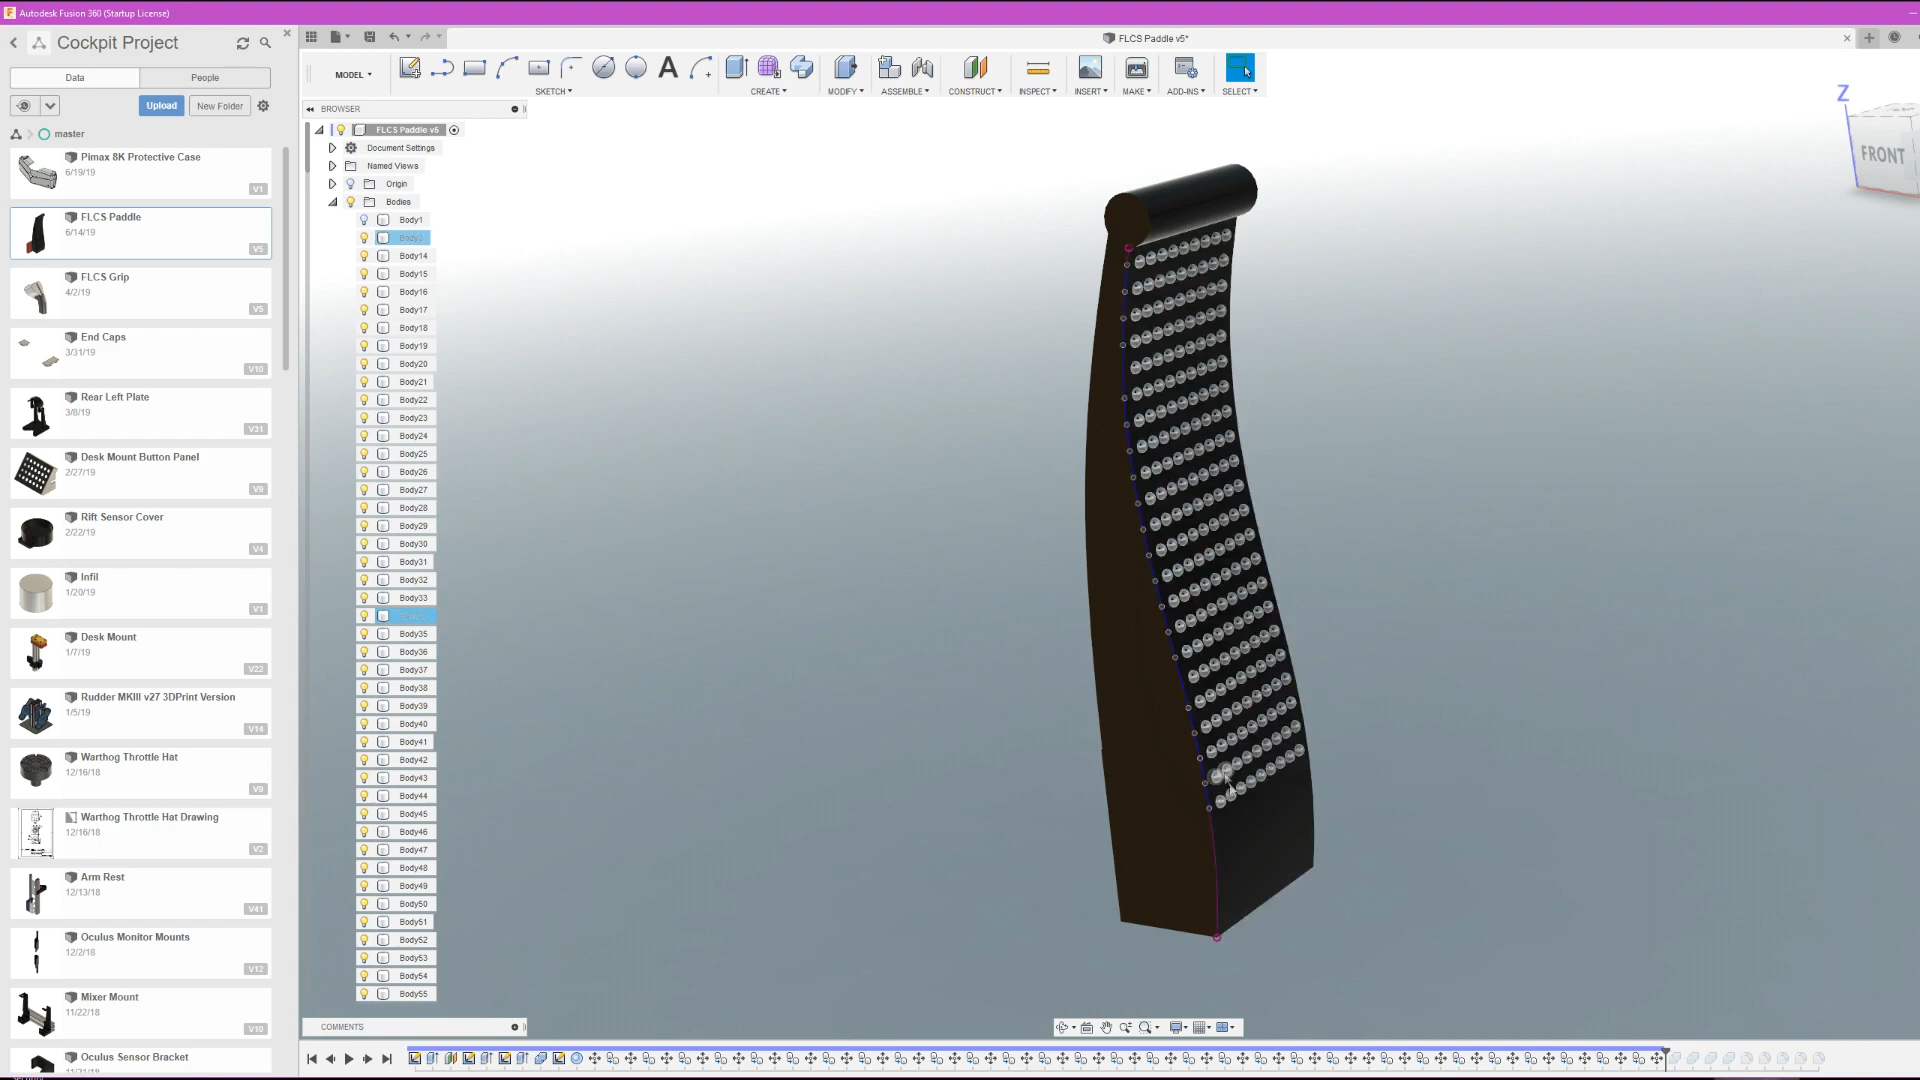 Autodesk Fusion 360 (Startup License)
Cockpit Project
FLCS Paddle v5*
Data
People
Upload
New Folder
master
Pimax 8K Protective Case
6/19/19
V1
FLCS Paddle
6/14/19
V5
FLCS Grip
4/2/19
V5
End Caps
3/31/19
V10
Rear Left Plate
3/8/19
V31
Desk Mount Button Panel
2/27/19
V9
Rift Sensor Cover
2/22/19
V4
Infil
1/20/19
V1
Desk Mount
1/7/19
V22
Rudder MKIII v27 3DPrint Version
1/5/19
V14
Warthog Throttle Hat
12/16/18
V9
Warthog Throttle Hat Drawing
12/16/18
V2
Arm Rest
12/13/18
V41
Oculus Monitor Mounts
12/2/18
V12
Mixer Mount
11/22/18
V10
Oculus Sensor Bracket
MODEL
SKETCH
CREATE
MODIFY
ASSEMBLE
CONSTRUCT
INSPECT
INSERT
MAKE
ADD-INS
SELECT
BROWSER
FLCS Paddle v5
Document Settings
Named Views
Origin
Bodies
Body1
Body3
Body14
Body15
Body16
Body17
Body18
Body19
Body20
Body21
Body22
Body23
Body24
Body25
Body26
Body27
Body28
Body29
Body30
Body31
Body32
Body33
Body35
Body36
Body37
Body38
Body39
Body40
Body41
Body42
Body43
Body44
Body45
Body46
Body47
Body48
Body49
Body50
Body51
Body52
Body53
Body54
Body55
COMMENTS
Z
FRONT